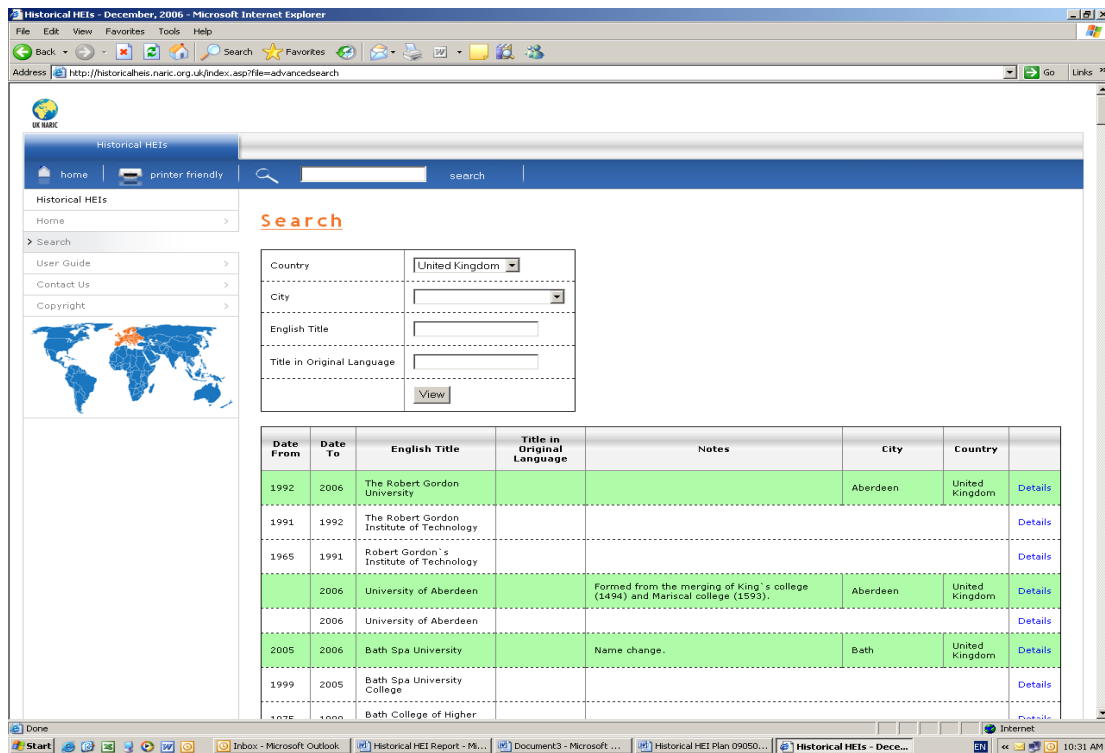 Historical HEIs - December, 2006 - Microsoft Internet Explorer
File Edit View Favorites Tools Help
Back Search Favorites
Address http://historicalheis.naric.org.uk/index.asp?file=advancedsearch Go Links »
UK NARIC
Historical HEIs
home printer friendly search
Historical HEIs
Home >
> Search
User Guide >
Contact Us >
Copyright >
Search
Country United Kingdom
City
English Title
Title in Original Language
View
Date From Date To English Title Title in Original Language Notes City Country
1992 2006 The Robert Gordon University Aberdeen United Kingdom Details
1991 1992 The Robert Gordon Institute of Technology Details
1965 1991 Robert Gordon`s Institute of Technology Details
2006 University of Aberdeen Formed from the merging of King`s college (1494) and Mariscal college (1593). Aberdeen United Kingdom Details
2006 University of Aberdeen Details
2005 2006 Bath Spa University Name change. Bath United Kingdom Details
1999 2005 Bath Spa University College Details
1975 1999 Bath College of Higher Details
Done Internet
Start Inbox - Microsoft Outlook Historical HEI Report - Mi... Document3 - Microsoft ... Historical HEI Plan 09050... Historical HEIs - Dece... EN « 10:31 AM